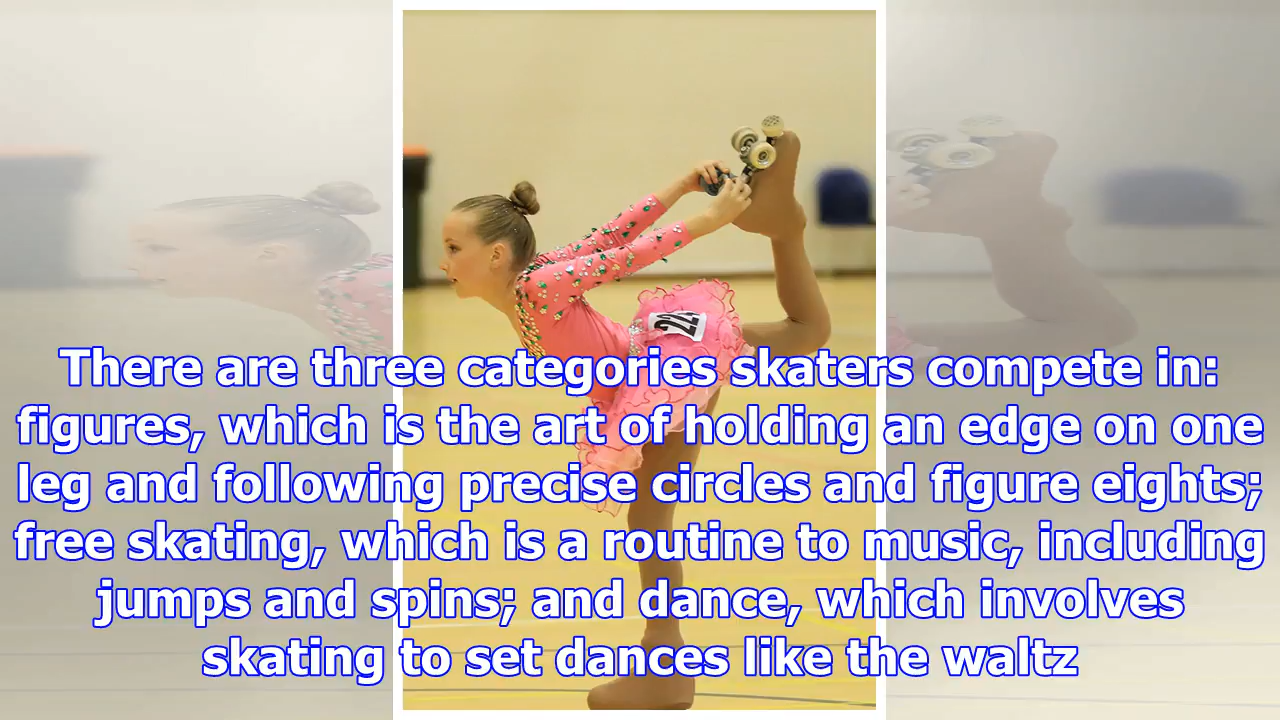 22
There are three categories skaters compete in:
figures, which is the art of holding an edge on one
leg and following precise circles and figure eights;
free skating, which is a routine to music, including
jumps and spins; and dance, which involves
skating to set dances like the waltz